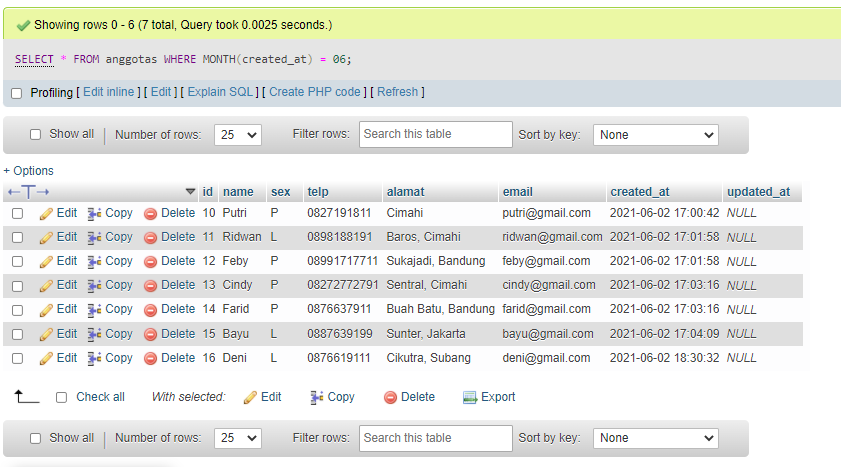 Showing rows 0 - 6 (7 total, Query took 0.0025 seconds.)
SELECT * FROM anggotas WHERE MONTH(created_at) = 06;
Profiling [ Edit inline ] [ Edit ] [ Explain SQL ] [ Create PHP code ] [ Refresh ]
Show all | Number of rows: 25 Filter rows: Search this table Sort by key: None
+ Options
←T→ id name sex telp alamat email created_at updated_at
Edit Copy Delete 10 Putri P 0827191811 Cimahi putri@gmail.com 2021-06-02 17:00:42 NULL
Edit Copy Delete 11 Ridwan L 0898188191 Baros, Cimahi ridwan@gmail.com 2021-06-02 17:01:58 NULL
Edit Copy Delete 12 Feby P 08991717711 Sukajadi, Bandung feby@gmail.com 2021-06-02 17:01:58 NULL
Edit Copy Delete 13 Cindy P 08272772791 Sentral, Cimahi cindy@gmail.com 2021-06-02 17:03:16 NULL
Edit Copy Delete 14 Farid P 0876637911 Buah Batu, Bandung farid@gmail.com 2021-06-02 17:03:16 NULL
Edit Copy Delete 15 Bayu L 0887639199 Sunter, Jakarta bayu@gmail.com 2021-06-02 17:04:09 NULL
Edit Copy Delete 16 Deni L 0876619111 Cikutra, Subang deni@gmail.com 2021-06-02 18:30:32 NULL
Check all With selected: Edit Copy Delete Export
Show all | Number of rows: 25 Filter rows: Search this table Sort by key: None